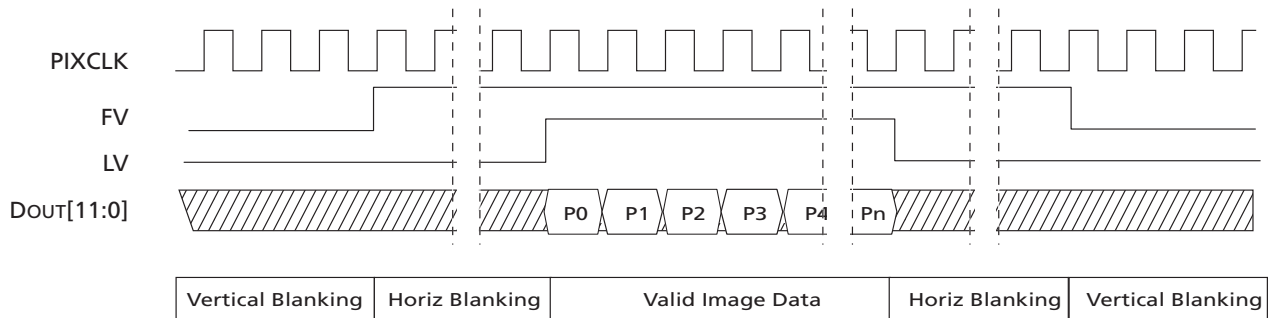 PIXCLK
FV
LV
DOUT[11:0]
P0 P1 P2 P3 P4 Pn
Vertical Blanking Horiz Blanking Valid Image Data Horiz Blanking Vertical Blanking